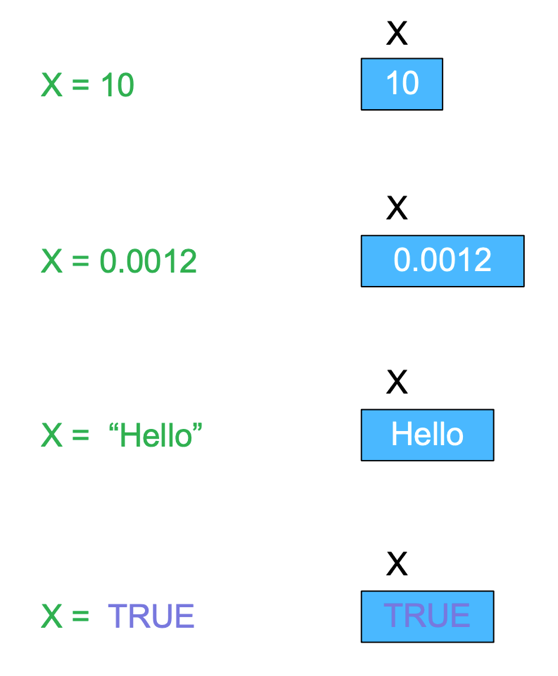 X
X = 10
10
X
X = 0.0012
0.0012
X
X = “Hello”
Hello
X
X = TRUE
TRUE